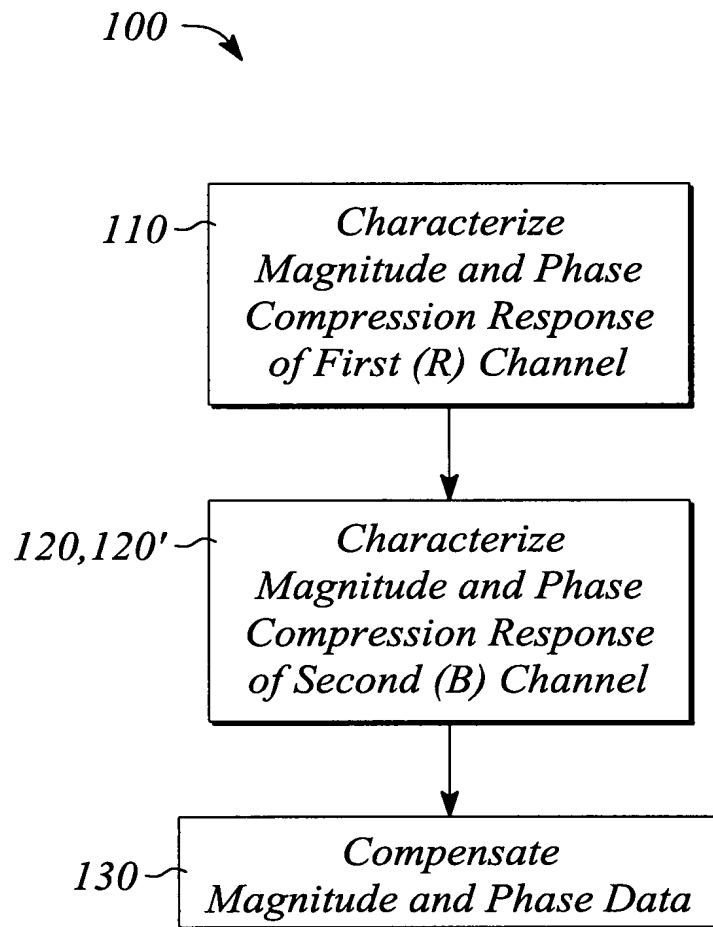 100
110
Characterize
Magnitude and Phase
Compression Response
of First (R) Channel
120,120'
Characterize
Magnitude and Phase
Compression Response
of Second (B) Channel
130
Compensate
Magnitude and Phase Data